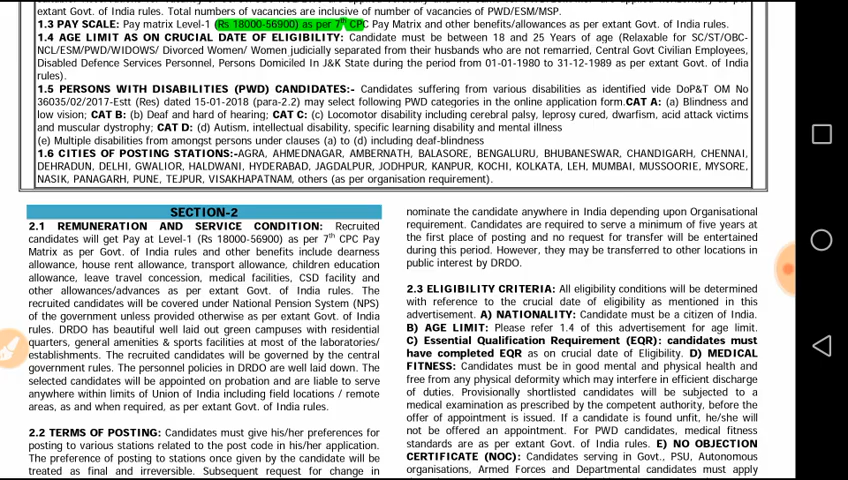 extent Govt. of India rules. Total number of vacancies are inclusive of number of vacancies of PWD/ESM/MSP.
1.3 PAY SCALE: Pay matrix Level-1 (Rs 18000-56900) as per 7th CPC Pay Matrix and other benefits/allowances as per extant Govt. of India rules.
1.4 AGE LIMIT AS ON CRUCIAL DATE OF ELIGIBILITY: Candidate must be between 18 and 25 Years of age (Relaxable for SC/ST/OBC-
NCL/ESM/PWD/WIDOWS/ Divorced Women/ Women judicially separated from their husbands who are not remarried, Central Govt Civilian Employees,
Disabled Defence Services Personnel, Persons Domiciled In J&K State during the period from 01-01-1980 to 31-12-1989 as per extant Govt. of India
rules).
1.5 PERSONS WITH DISABILITIES (PWD) CANDIDATES:- Candidates suffering from various disabilities as identified vide DoP&T OM No
36035/02/2017-Estt (Res) dated 15-01-2018 (para-2.2) may select following PWD categories in the online application form.CAT A: (a) Blindness and
low vision; CAT B: (b) Deaf and hard of hearing; CAT C: (c) Locomotor disability including cerebral palsy, leprosy cured, dwarfism, acid attack victims
and muscular dystrophy; CAT D: (d) Autism, intellectual disability, specific learning disability and mental illness
(e) Multiple disabilities from amongst persons under clauses (a) to (d) including deaf-blindness
1.6 CITIES OF POSTING STATIONS:-AGRA, AHMEDNAGAR, AMBERNATH, BALASORE, BENGALURU, BHUBANESWAR, CHANDIGARH, CHENNAI,
DEHRADUN, DELHI, GWALIOR, HALDWANI, HYDERABAD, JAGDALPUR, JODHPUR, KANPUR, KOCHI, KOLKATA, LEH, MUMBAI, MUSSOORIE, MYSORE,
NASIK, PANAGARH, PUNE, TEJPUR, VISAKHAPATNAM, others (as per organisation requirement).
SECTION-2
2.1 REMUNERATION AND SERVICE CONDITION: Recruited
candidates will get Pay at Level-1 (Rs 18000-56900) as per 7th CPC Pay
Matrix as per Govt. of India rules and other benefits include dearness
allowance, house rent allowance, transport allowance, children education
allowance, leave travel concession, medical facilities, CSD facility and
other allowances/advances as per extant Govt. of India rules. The
recruited candidates will be covered under National Pension System (NPS)
of the government unless provided otherwise as per extant Govt. of India
rules. DRDO has beautiful well laid out green campuses with residential
quarters, general amenities & sports facilities at most of the laboratories/
establishments. The recruited candidates will be governed by the central
government rules. The personnel policies in DRDO are well laid down. The
selected candidates will be appointed on probation and are liable to serve
anywhere within limits of Union of India including field locations / remote
areas, as and when required, as per extant Govt. of India rules.
2.2 TERMS OF POSTING: Candidates must give his/her preferences for
posting to various stations related to the post code in his/her application.
The preference of posting to stations once given by the candidate will be
treated as final and irreversible. Subsequent request for change in
nominate the candidate anywhere in India depending upon Organisational
requirement. Candidates are required to serve a minimum of five years at
the first place of posting and no request for transfer will be entertained
during this period. However, they may be transferred to other locations in
public interest by DRDO.
2.3 ELIGIBILITY CRITERIA: All eligibility conditions will be determined
with reference to the crucial date of eligibility as mentioned in this
advertisement. A) NATIONALITY: Candidate must be a citizen of India.
B) AGE LIMIT: Please refer 1.4 of this advertisement for age limit.
C) Essential Qualification Requirement (EQR): candidates must
have completed EQR as on crucial date of Eligibility. D) MEDICAL
FITNESS: Candidates must be in good mental and physical health and
free from any physical deformity which may interfere in efficient discharge
of duties. Provisionally shortlisted candidates will be subjected to a
medical examination as prescribed by the competent authority, before the
offer of appointment is issued. If a candidate is found unfit, he/she will
not be offered an appointment. For PWD candidates, medical fitness
standards are as per extant Govt. of India rules. E) NO OBJECTION
CERTIFICATE (NOC): Candidates serving in Govt., PSU, Autonomous
organisations, Armed Forces and Departmental candidates must apply